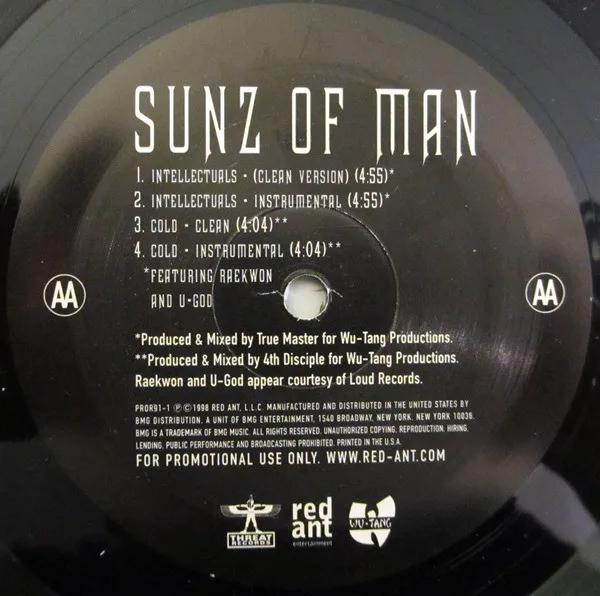 SUNZ OF MAN
1. INTELLECTUALS - (CLEAN VERSION) (4:55)*
2. INTELLECTUALS - INSTRUMENTAL (4:55)*
3. COLD - CLEAN (4:04)**
4. COLD - INSTRUMENTAL (4:04)**
*FEATURING RAEKWON
AND U-GOD
AA
AA
*Produced & Mixed by True Master for Wu-Tang Productions.
**Produced & Mixed by 4th Disciple for Wu-Tang Productions.
Raekwon and U-God appear courtesy of Loud Records.
PROR91-1 ℗©1998 RED ANT, L.L.C. MANUFACTURED AND DISTRIBUTED IN THE UNITED STATES BY
BMG DISTRIBUTION, A UNIT OF BMG ENTERTAINMENT, 1540 BROADWAY, NEW YORK, NEW YORK 10036.
BMG IS A TRADEMARK OF BMG MUSIC. ALL RIGHTS RESERVED. UNAUTHORIZED COPYING, REPRODUCTION, HIRING,
LENDING, PUBLIC PERFORMANCE AND BROADCASTING PROHIBITED. PRINTED IN THE U.S.A.
FOR PROMOTIONAL USE ONLY. WWW.RED-ANT.COM
THREAT
RECORDS
red
ant
entertainment
WU-TANG